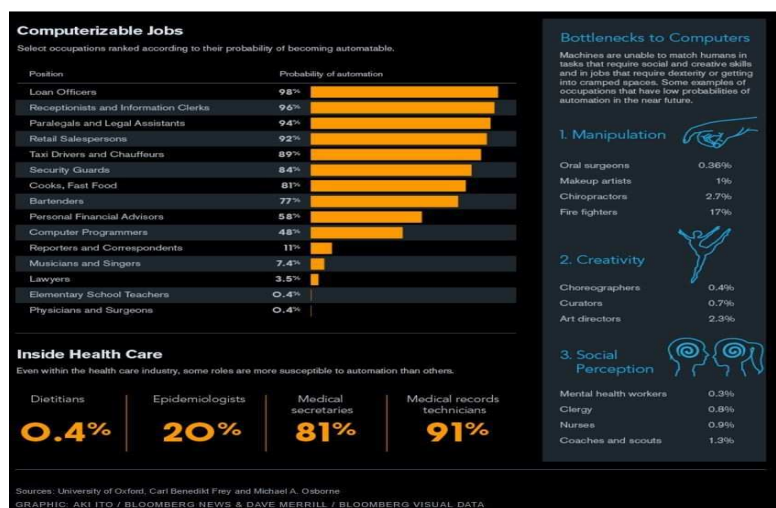 Computerizable Jobs
Select occupations ranked according to their probability of becoming automatable.
Position Probability of automation
Loan Officers 98%
Receptionists and Information Clerks 96%
Paralegals and Legal Assistants 94%
Retail Salespersons 92%
Taxi Drivers and Chauffeurs 89%
Security Guards 84%
Cooks, Fast Food 81%
Bartenders 77%
Personal Financial Advisors 58%
Computer Programmers 48%
Reporters and Correspondents 11%
Musicians and Singers 7.4%
Lawyers 3.5%
Elementary School Teachers 0.4%
Physicians and Surgeons 0.4%
Inside Health Care
Even within the health care industry, some roles are more susceptible to automation than others.
Dietitians
0.4%
Epidemiologists
20%
Medical
secretaries
81%
Medical records
technicians
91%
Bottlenecks to Computers
Machines are unable to match humans in
tasks that require social and creative skills
and in jobs that require dexterity or getting
into cramped spaces. Some examples of
occupations that have low probabilities of
automation in the near future.
1. Manipulation
Oral surgeons 0.36%
Makeup artists 1%
Chiropractors 2.7%
Fire fighters 17%
2. Creativity
Choreographers 0.4%
Curators 0.7%
Art directors 2.3%
3. Social
Perception
Mental health workers 0.3%
Clergy 0.8%
Nurses 0.9%
Coaches and scouts 1.3%
Sources: University of Oxford, Carl Benedikt Frey and Michael A. Osborne
GRAPHIC: AKI ITO / BLOOMBERG NEWS & DAVE MERRILL / BLOOMBERG VISUAL DATA